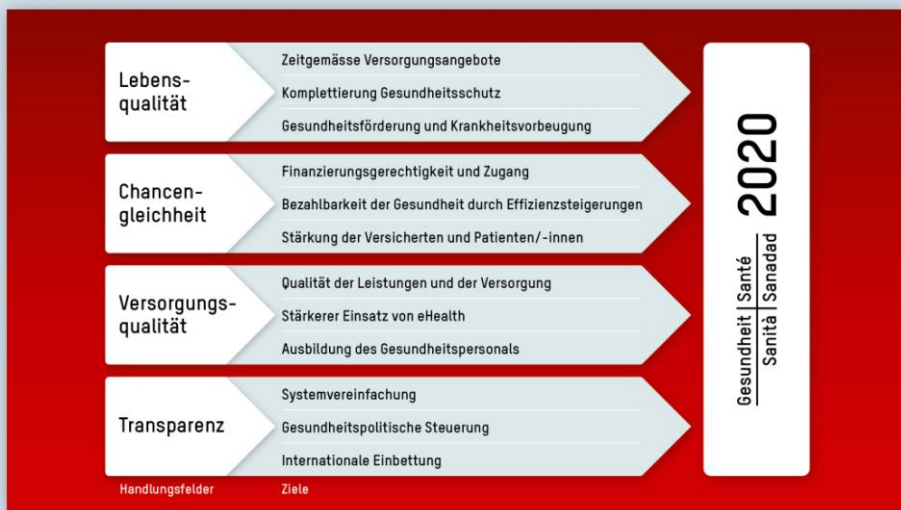 Lebens-
qualität
Zeitgemässe Versorgungsangebote
Komplettierung Gesundheitsschutz
Gesundheitsförderung und Krankheitsvorbeugung
Chancen-
gleichheit
Finanzierungsgerechtigkeit und Zugang
Bezahlbarkeit der Gesundheit durch Effizienzsteigerungen
Stärkung der Versicherten und Patienten/-innen
Versorgungs-
qualität
Qualität der Leistungen und der Versorgung
Stärkerer Einsatz von eHealth
Ausbildung des Gesundheitspersonals
Transparenz
Systemvereinfachung
Gesundheitspolitische Steuerung
Internationale Einbettung
Handlungsfelder
Ziele
Gesundheit | Santé
Sanità | Sanadad
2020